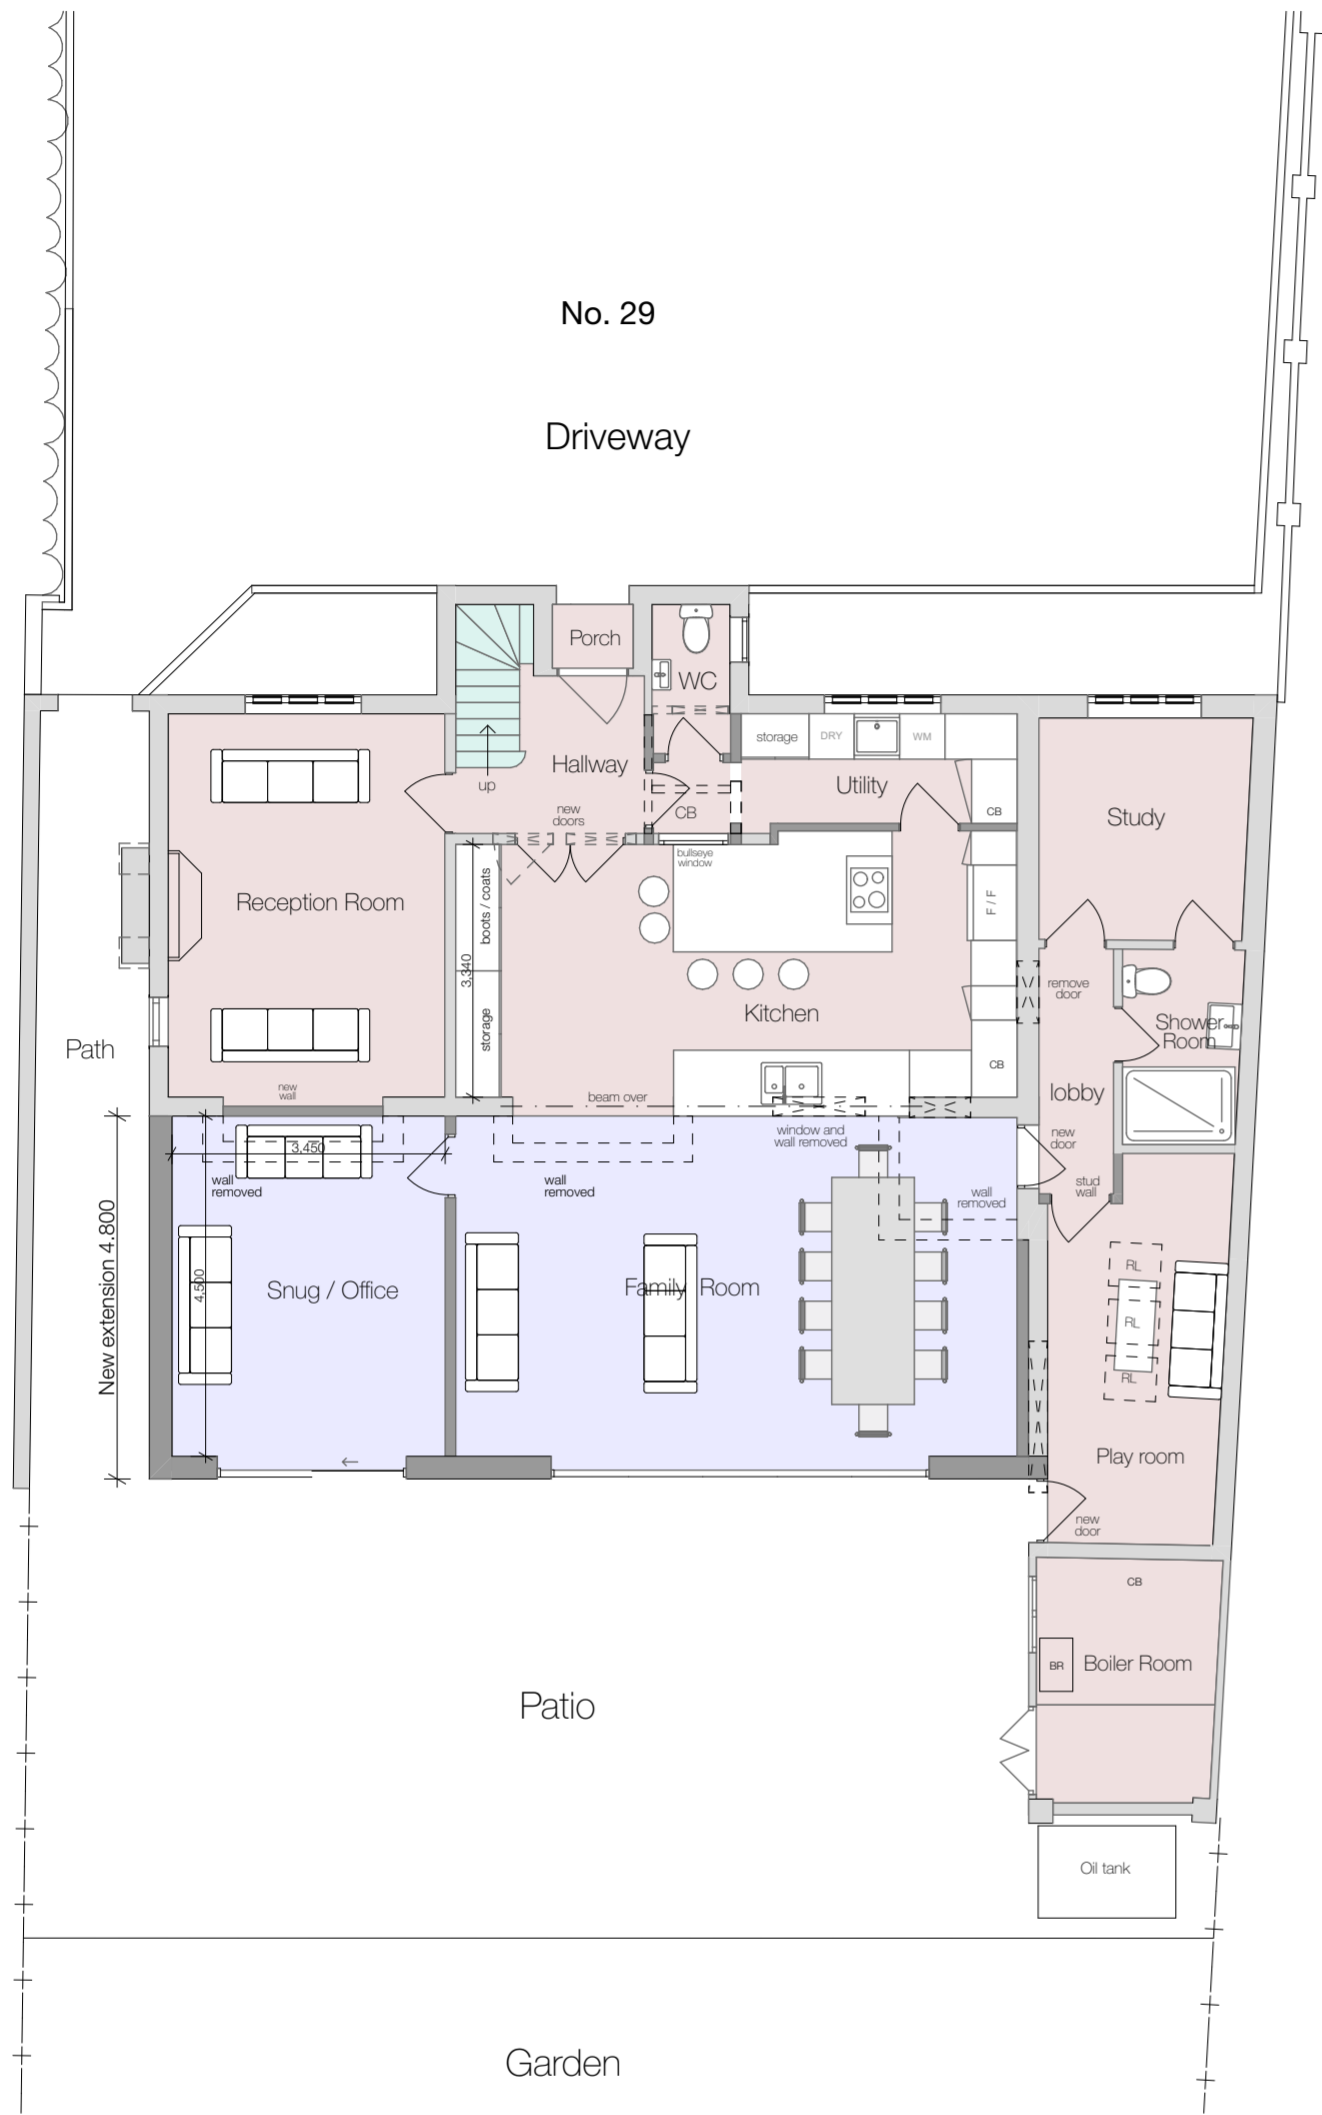 No. 29
Driveway
Porch
WC
storage
DRY
WM
Hallway
up
Utility
new
doors
CB
CB
Study
bullseye
window
boots / coats
F / F
Reception Room
3,340
remove
door
Kitchen
storage
Shower
Room
Path
CB
lobby
new
wall
beam over
window and
wall removed
new
door
3,450
wall
removed
wall
removed
wall
removed
stud
wall
New extension 4.800
4,500
Snug / Office
Family Room
RL
RL
RL
Play room
new
door
CB
BR
Boiler Room
Patio
Oil tank
Garden